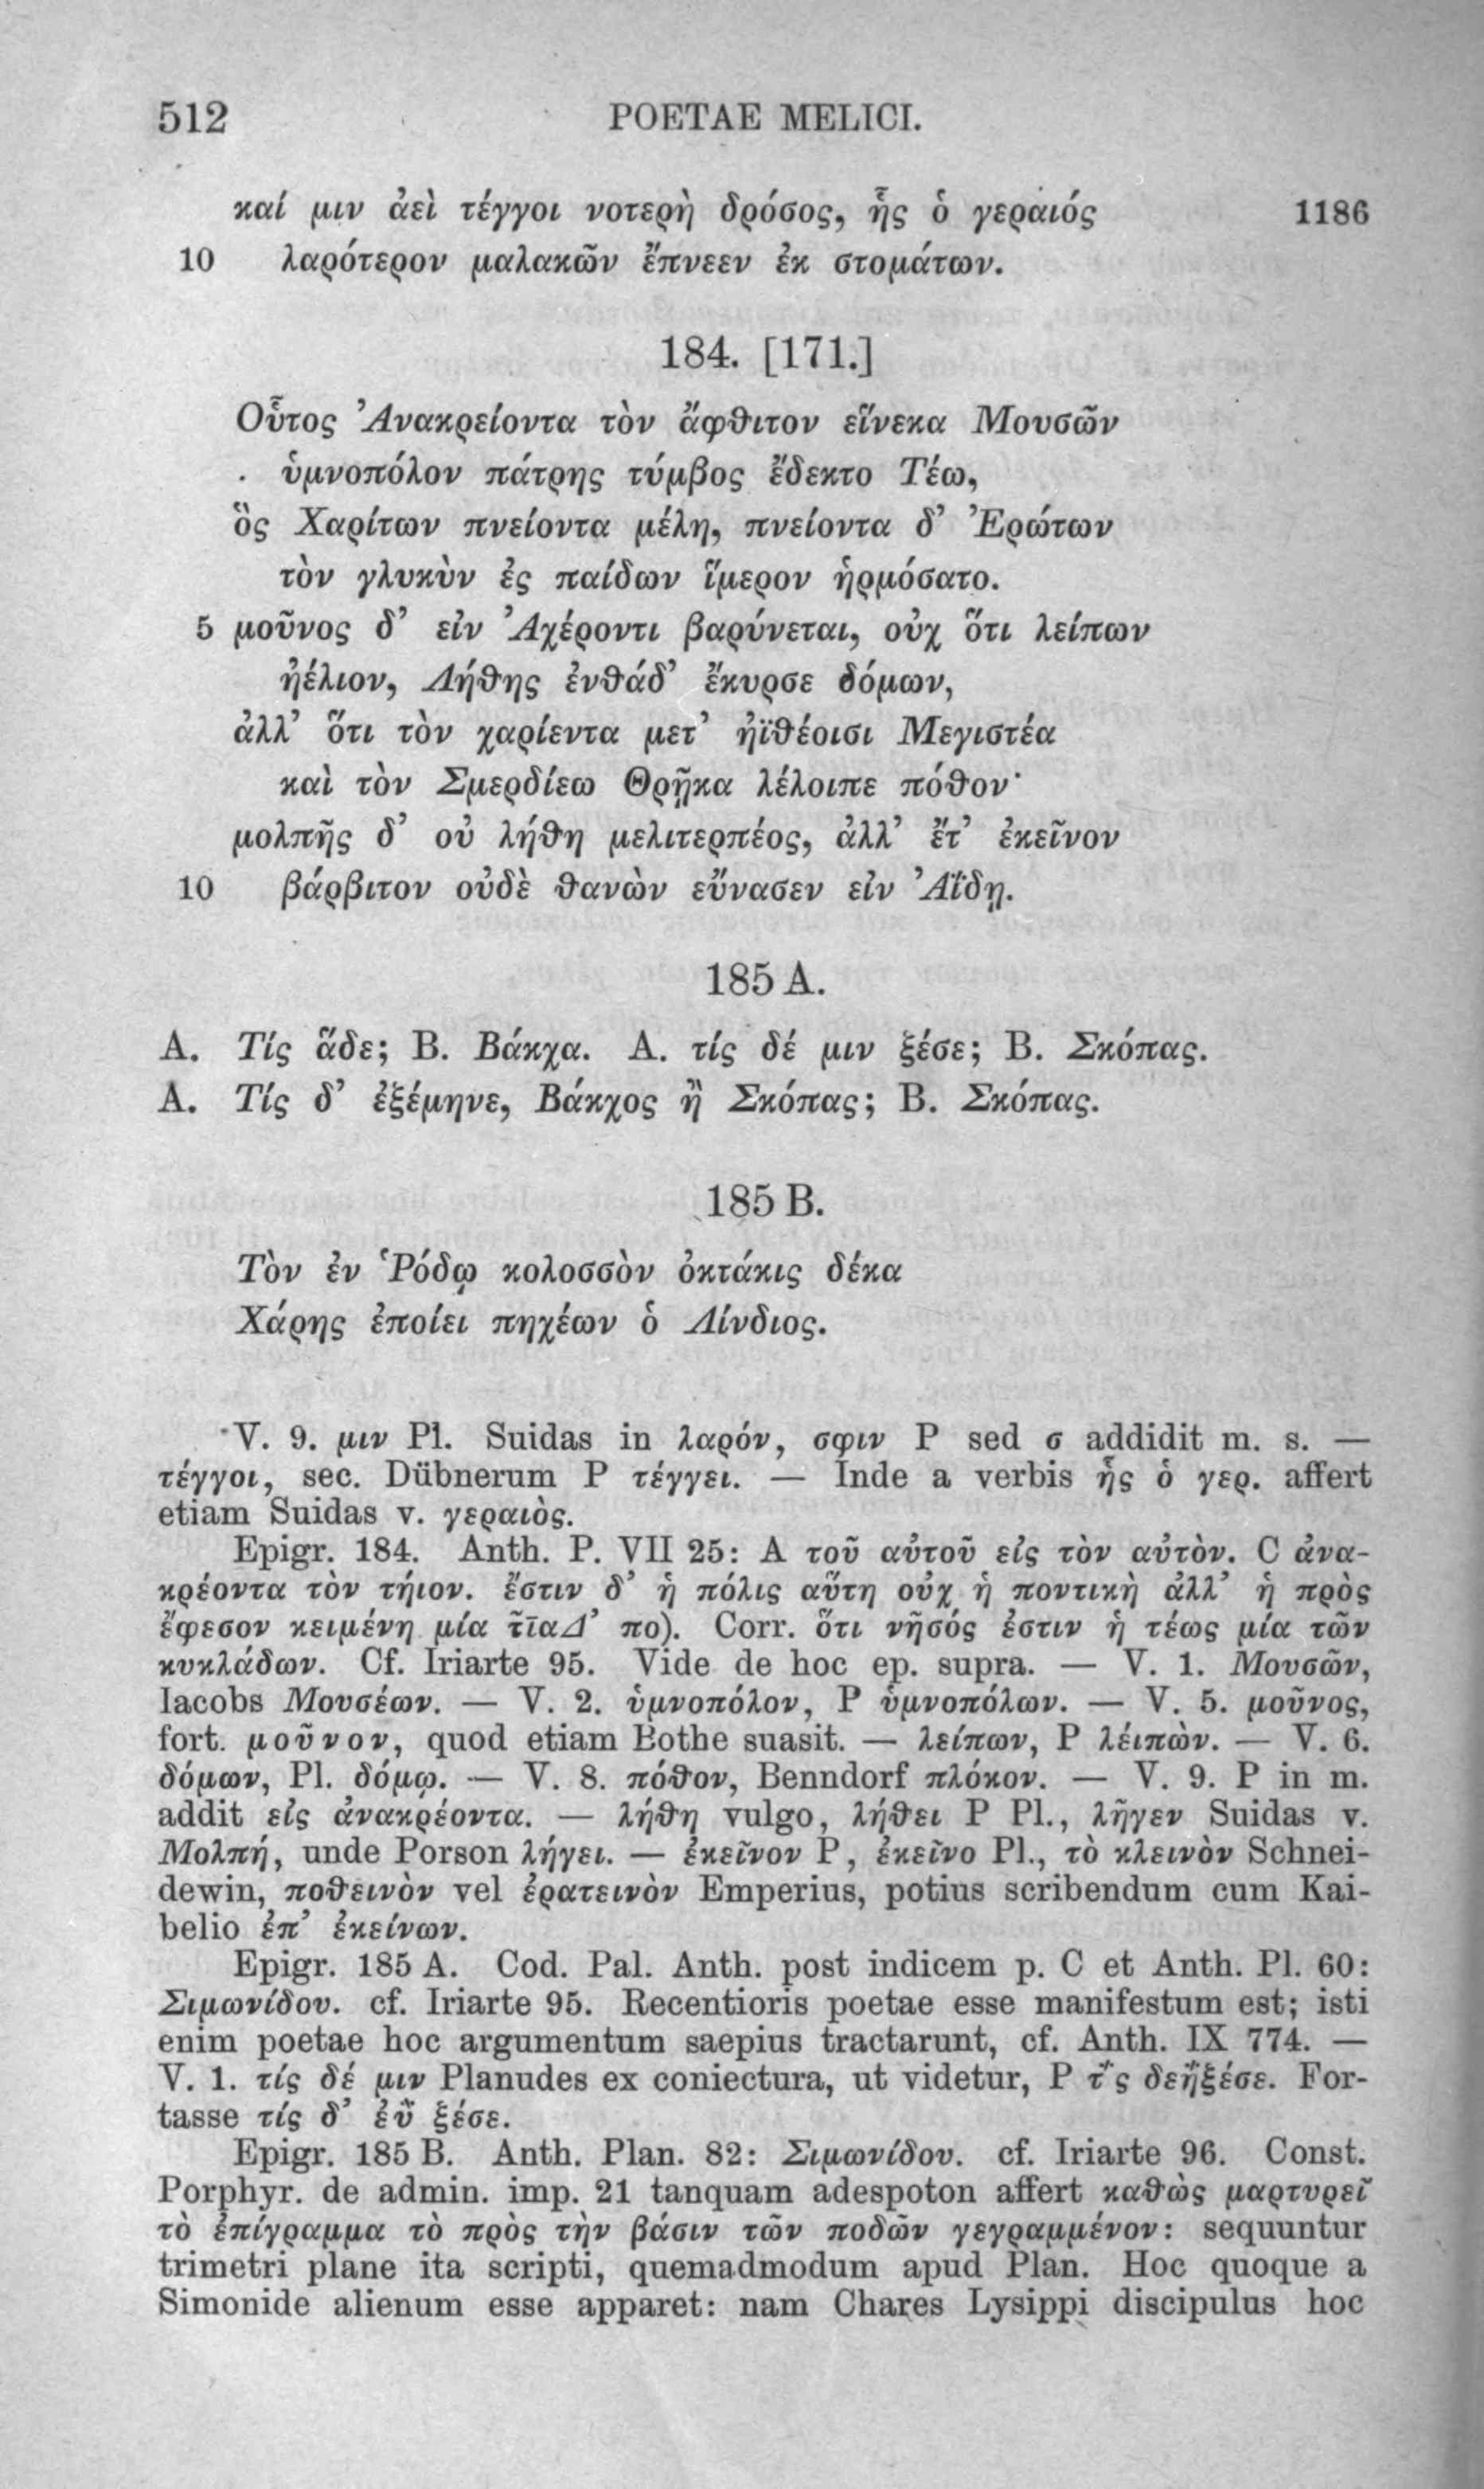 512 POETAE MELICI.
καί μιν ἀεὶ τέγγοι νοτερὴ δρόσος, ἧς ὁ γεραιός 1186
10 λαρότερον μαλακῶν ἔπνεεν ἐκ στομάτων.
184. [171.]
Οὗτος Ἀνακρείοντα τὸν ἄφθιτον εἵνεκα Μουσῶν
ὑμνοπόλον πάτρης τύμβος ἔδεκτο Τέω,
ὃς Χαρίτων πνείοντα μέλη, πνείοντα δ’ Ἐρώτων
τὸν γλυκὺν ἐς παίδων ἵμερον ἡρμόσατο.
5 μοῦνος δ’ εἰν Ἀχέροντι βαρύνεται, οὐχ ὅτι λείπων
ἠέλιον, Λήθης ἐνθάδ’ ἔκυρσε δόμων,
ἀλλ’ ὅτι τὸν χαρίεντα μετ’ ἠϊθέοισι Μεγιστέα
καὶ τὸν Σμερδίεω Θρῇκα λέλοιπε πόθον·
μολπῆς δ’ οὐ λήθη μελιτερπέος, ἀλλ’ ἔτ’ ἐκεῖνον
10 βάρβιτον οὐδὲ θανὼν εὔνασεν εἰν Ἀΐδῃ.
185 A.
A. Τίς ἅδε; B. Βάκχα. A. τίς δέ μιν ξέσε; B. Σκόπας.
A. Τίς δ’ ἐξέμηνε, Βάκχος ἢ Σκόπας; B. Σκόπας.
185 B.
Τὸν ἐν Ῥόδῳ κολοσσὸν ὀκτάκις δέκα
Χάρης ἐποίει πηχέων ὁ Λίνδιος.
V. 9. μιν Pl. Suidas in λαρόν, σφιν P sed σ addidit m. s. —
τέγγοι, sec. Dübnerum P τέγγει. — Inde a verbis ἧς ὁ γερ. affert
etiam Suidas v. γεραιὸς.
Epigr. 184. Anth. P. VII 25: A τοῦ αὐτοῦ εἰς τὸν αὐτὸν. C ἀνα-
κρέοντα τὸν τήιον. ἔστιν δ’ ἡ πόλις αὕτη οὐχ ἡ ποντικὴ ἀλλ’ ἡ πρὸς
ἔφεσον κειμένη μία πο). Corr. ὅτι νῆσός ἐστιν ἡ τέως μία τῶν
κυκλάδων. Cf. Iriarte 95. Vide de hoc ep. supra. — V. 1. Μουσῶν,
Iacobs Μουσέων. — V. 2. ὑμνοπόλον, P ὑμνοπόλων. — V. 5. μοῦνος,
fort. μοῦνον, quod etiam Bothe suasit. — λείπων, P λέιπὼν. — V. 6.
δόμων, Pl. δόμῳ. — V. 8. πόθον, Benndorf πλόκον. — V. 9. P in m.
addit εἰς ἀνακρέοντα. — λήθη vulgo, λήθει P Pl., λῆγεν Suidas v.
Μολπή, unde Porson λήγει. — ἐκεῖνον P, ἐκεῖνο Pl., τὸ κλεινὸν Schnei-
dewin, ποθεινὸν vel ἐρατεινὸν Emperius, potius scribendum cum Kai-
belio ἐπ’ ἐκείνων.
Epigr. 185 A. Cod. Pal. Anth. post indicem p. C et Anth. Pl. 60:
Σιμωνίδου. cf. Iriarte 95. Recentioris poetae esse manifestum est; isti
enim poetae hoc argumentum saepius tractarunt, cf. Anth. IX 774. —
V. 1. τίς δέ μιν Planudes ex coniectura, ut videtur, P For-
tasse τίς δ’ ἐῢ ξέσε.
Epigr. 185 B. Anth. Plan. 82: Σιμωνίδου. cf. Iriarte 96. Const.
Porphyr. de admin. imp. 21 tanquam adespoton affert καθὼς μαρτυρεῖ
τὸ ἐπίγραμμα τὸ πρὸς τὴν βάσιν τῶν ποδῶν γεγραμμένον: sequuntur
trimetri plane ita scripti, quemadmodum apud Plan. Hoc quoque a
Simonide alienum esse apparet: nam Chares Lysippi discipulus hoc